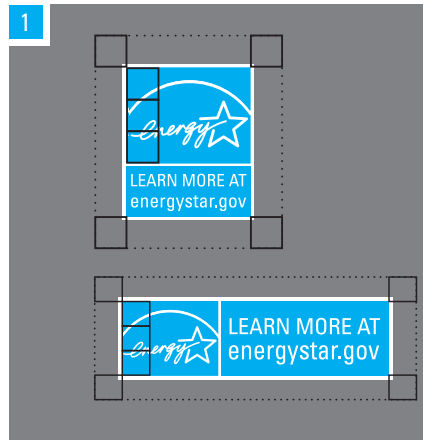 1
energy
LEARN MORE AT
energystar.gov
energy
LEARN MORE AT
energystar.gov